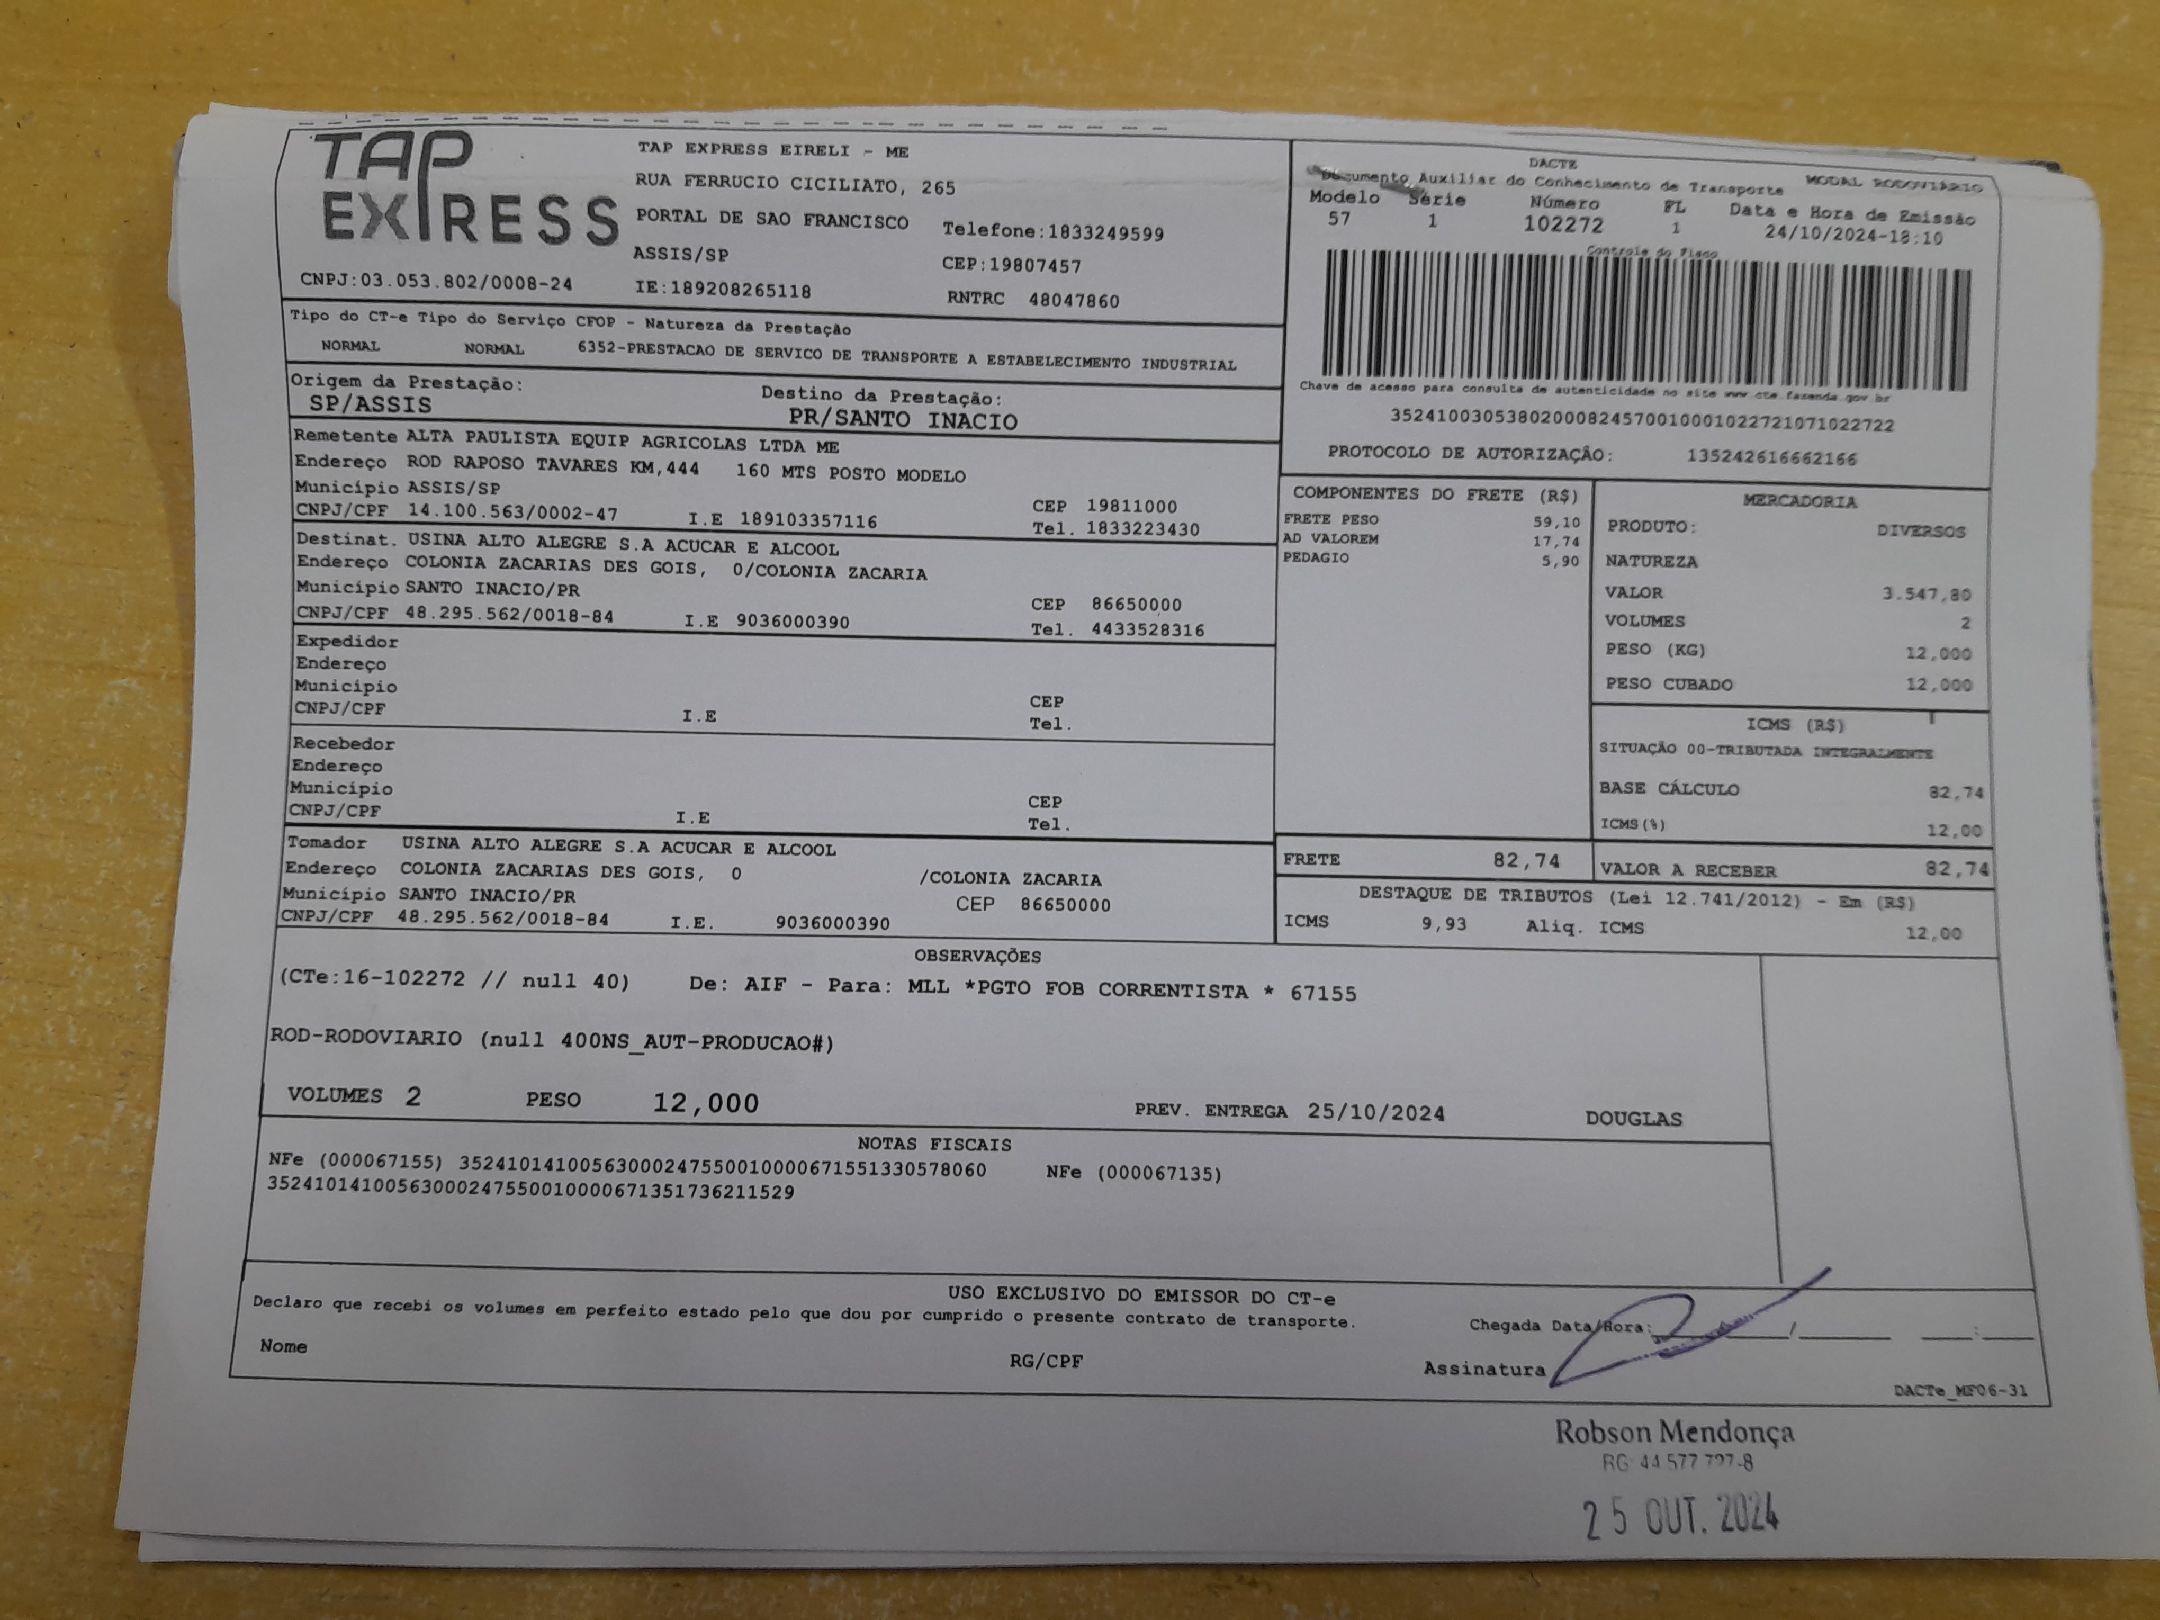 TAP EXPRESS
TAP EXPRESS EIRELI - ME
RUA FERRUCIO CICILIATO, 265
PORTAL DE SAO FRANCISCO Telefone:1833249599
ASSIS/SP CEP:19807457
CNPJ:03.053.802/0008-24 IE:189208265118 RNTRC 48047860
DACTE
Documento Auxiliar do Conhecimento de Transporte MODAL RODOVIÁRIO
Modelo Série Número FL Data e Hora de Emissão
57 1 102272 1 24/10/2024-18:10
Controle do Fisco
Chave de acesso para consulta de autenticidade no site www.cte.fazenda.gov.br
35241003053802000824570010001022721071022722
PROTOCOLO DE AUTORIZAÇÃO: 135242616662166
Tipo do CT-e Tipo do Serviço CFOP - Natureza da Prestação
NORMAL NORMAL 6352-PRESTACAO DE SERVICO DE TRANSPORTE A ESTABELECIMENTO INDUSTRIAL
Origem da Prestação: Destino da Prestação:
SP/ASSIS PR/SANTO INACIO
Remetente ALTA PAULISTA EQUIP AGRICOLAS LTDA ME
Endereço ROD RAPOSO TAVARES KM,444 160 MTS POSTO MODELO
Município ASSIS/SP CEP 19811000
CNPJ/CPF 14.100.563/0002-47 I.E 189103357116 Tel. 1833223430
Destinat. USINA ALTO ALEGRE S.A ACUCAR E ALCOOL
Endereço COLONIA ZACARIAS DES GOIS, 0/COLONIA ZACARIA
Município SANTO INACIO/PR CEP 86650000
CNPJ/CPF 48.295.562/0018-84 I.E 9036000390 Tel. 4433528316
Expedidor
Endereço
Município CEP
CNPJ/CPF I.E Tel.
Recebedor
Endereço
Município CEP
CNPJ/CPF I.E Tel.
Tomador USINA ALTO ALEGRE S.A ACUCAR E ALCOOL
Endereço COLONIA ZACARIAS DES GOIS, 0 /COLONIA ZACARIA
Município SANTO INACIO/PR CEP 86650000
CNPJ/CPF 48.295.562/0018-84 I.E. 9036000390
COMPONENTES DO FRETE (R$)
FRETE PESO 59,10
AD VALOREM 17,74
PEDAGIO 5,90
MERCADORIA
PRODUTO: DIVERSOS
NATUREZA
VALOR 3.547,80
VOLUMES 2
PESO (KG) 12,000
PESO CUBADO 12,000
ICMS (R$)
SITUAÇÃO 00-TRIBUTADA INTEGRALMENTE
BASE CÁLCULO 82,74
ICMS(%) 12,00
FRETE 82,74 VALOR A RECEBER 82,74
DESTAQUE DE TRIBUTOS (Lei 12.741/2012) - Em (R$)
ICMS 9,93 Aliq. ICMS 12,00
OBSERVAÇÕES
(CTe:16-102272 // null 40) De: AIF - Para: MLL *PGTO FOB CORRENTISTA * 67155
ROD-RODOVIARIO (null 400NS_AUT-PRODUCAO#)
VOLUMES 2 PESO 12,000 PREV. ENTREGA 25/10/2024 DOUGLAS
NOTAS FISCAIS
NFe (000067155) 35241014100563000247550010000671551330578060 NFe (000067135)
35241014100563000247550010000671351736211529
USO EXCLUSIVO DO EMISSOR DO CT-e
Declaro que recebi os volumes em perfeito estado pelo que dou por cumprido o presente contrato de transporte.
Chegada Data/Hora: / :
Nome RG/CPF Assinatura
DACTe_MF06-31
Robson Mendonça
RG: 44 577 797-8
25 OUT. 2024